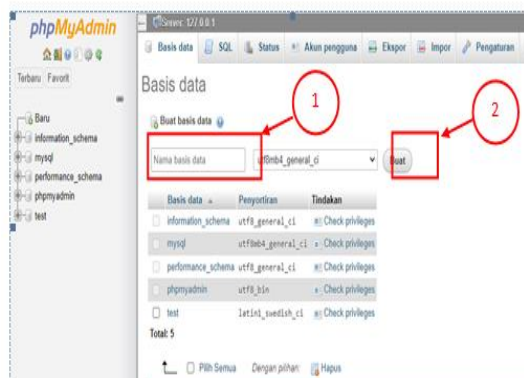 phpMyAdmin
Terbaru Favorit
Baru
information_schema
mysql
performance_schema
phpmyadmin
test
Server: 127.0.0.1
Basis data SQL Status Akun pengguna Ekspor Impor Pengaturan
Basis data
1
2
Buat basis data
Nama basis data utf8mb4_general_ci Buat
Basis data Penyortiran Tindakan
information_schema utf8_general_ci Check privileges
mysql utf8mb4_general_ci Check privileges
performance_schema utf8_general_ci Check privileges
phpmyadmin utf8_bin Check privileges
test latin1_swedish_ci Check privileges
Total: 5
Pilih Semua Dengan pilihan: Hapus